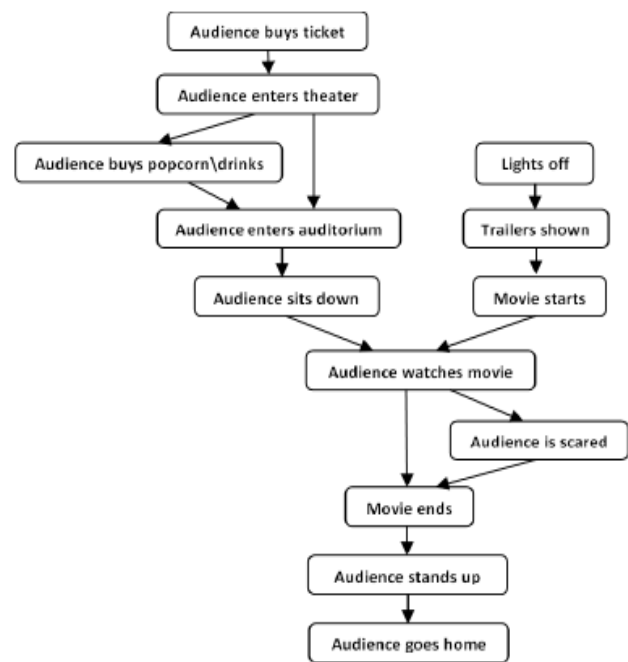 Audience buys ticket
Audience enters theater
Audience buys popcorn\drinks
Lights off
Audience enters auditorium
Trailers shown
Audience sits down
Movie starts
Audience watches movie
Audience is scared
Movie ends
Audience stands up
Audience goes home